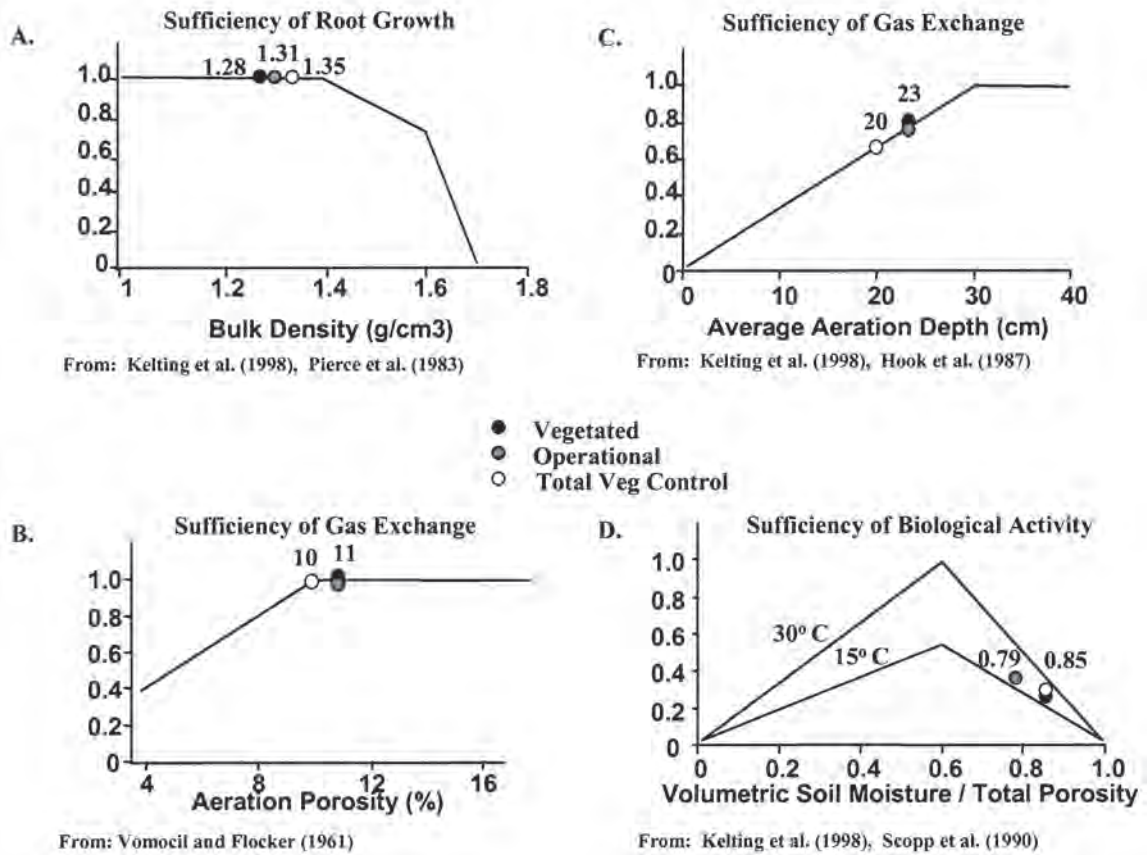 A.
Sufficiency of Root Growth
1.28 1.31 1.35
1.0
0.8
0.6
0.4
0.2
0
1 1.2 1.4 1.6 1.8
Bulk Density (g/cm3)
From: Kelting et al. (1998), Pierce et al. (1983)
C.
Sufficiency of Gas Exchange
20 23
1.0
0.8
0.6
0.4
0.2
0
0 10 20 30 40
Average Aeration Depth (cm)
From: Kelting et al. (1998), Hook et al. (1987)
Vegetated
Operational
Total Veg Control
B.
Sufficiency of Gas Exchange
10 11
1.0
0.8
0.6
0.4
0.2
0
4 8 12 16
Aeration Porosity (%)
From: Vomocil and Flocker (1961)
D.
Sufficiency of Biological Activity
1.0
0.8
0.6
0.4
0.2
0
30° C
15° C
0.79 0.85
0 0.2 0.4 0.6 0.8 1.0
Volumetric Soil Moisture / Total Porosity
From: Kelting et al. (1998), Scopp et al. (1990)